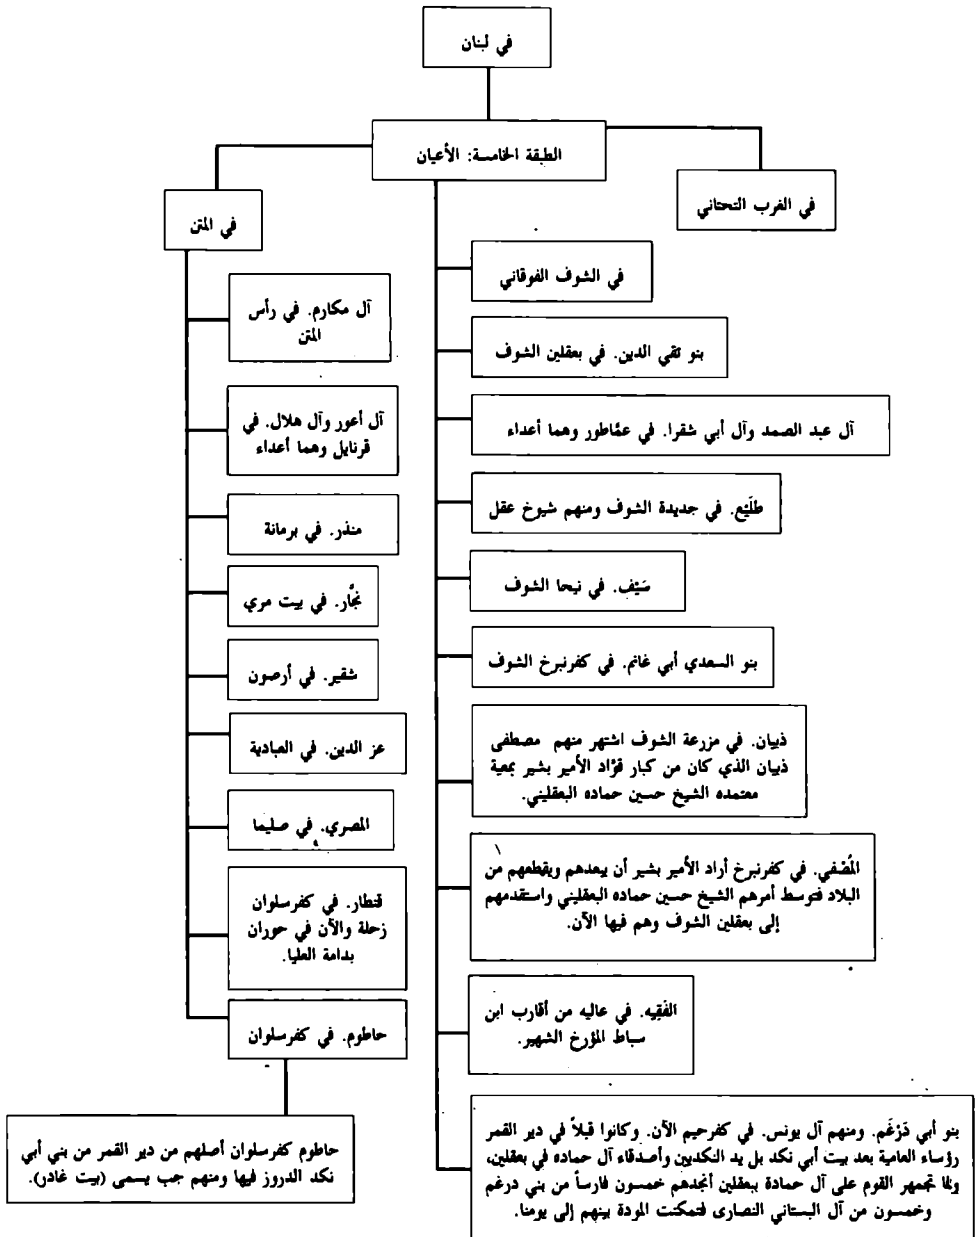 في لبنان
الطبقة الخامسة: الأعيان
في الغرب التحتاني
في الشوف الفوقاني
بنو تقي الدين. في بعقلين الشوف
آل عبد الصمد وآل أبي شقرا. في عمّاطور وهما أعداء
طلَيْع. في جديدة الشوف ومنهم شيوخ عقل
سَيْف. في نيحا الشوف
بنو السعدي أبي غانم. في كفرنبرخ الشوف
ذبيان. في مزرعة الشوف اشتهر منهم مصطفى
ذبيان الذي كان من كبار قوّاد الأمير بشير بمعية
معتمده الشيخ حسين حماده البعقليني.
المُصْفي. في كفرنبرخ أراد الأمير بشير أن يبعدهم ويقطعهم من
البلاد فتوسط أمرهم الشيخ حسين حماده البعقليني واستقدمهم
إلى بعقلين الشوف وهم فيها الآن.
الفَقِيه. في عاليه من أقارب ابن
سباط المؤرخ الشهير.
بنو أبي دَرْغَم. ومنهم آل يونس. في كفرحيم الآن. وكانوا قبلاً في دير القمر
رؤساء العامية بعد بيت أبي نكد بل يد النكديين وأصدقاء آل حماده في بعقلين،
ولما تجمهر القوم على آل حمادة ببعقلين أنجدهم خمسون فارساً من بني درغم
وخمسون من آل البستاني النصارى فتمكنت المودة بينهم إلى يومنا.
في المتن
آل مكارم. في رأس
المتن
آل أعور وآل هلال. في
قرنايل وهما أعداء
منذر. في برمانة
نجَّار. في بيت مري
شقير. في أرصون
عز الدين. في العبادية
المصري. في صليما
قنطار. في كفرسلوان
زحلة والآن في حوران
بدامة العليا.
حاطوم. في كفرسلوان
حاطوم كفرسلوان أصلهم من دير القمر من بني أبي
نكد الدروز فيها ومنهم جب يسمى (بيت غادر).